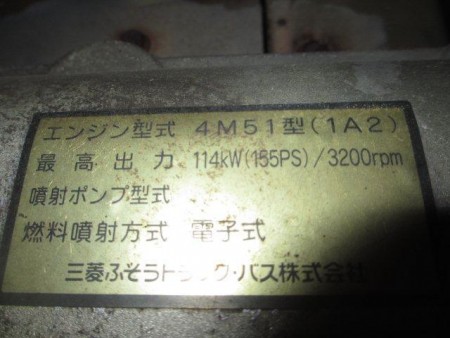 エンジン型式 4M51型(1A2)
最高出力 114kW(155PS)/3200rpm
噴射ポンプ型式
燃料噴射方式 電子式
三菱ふそうトラック・バス株式会社